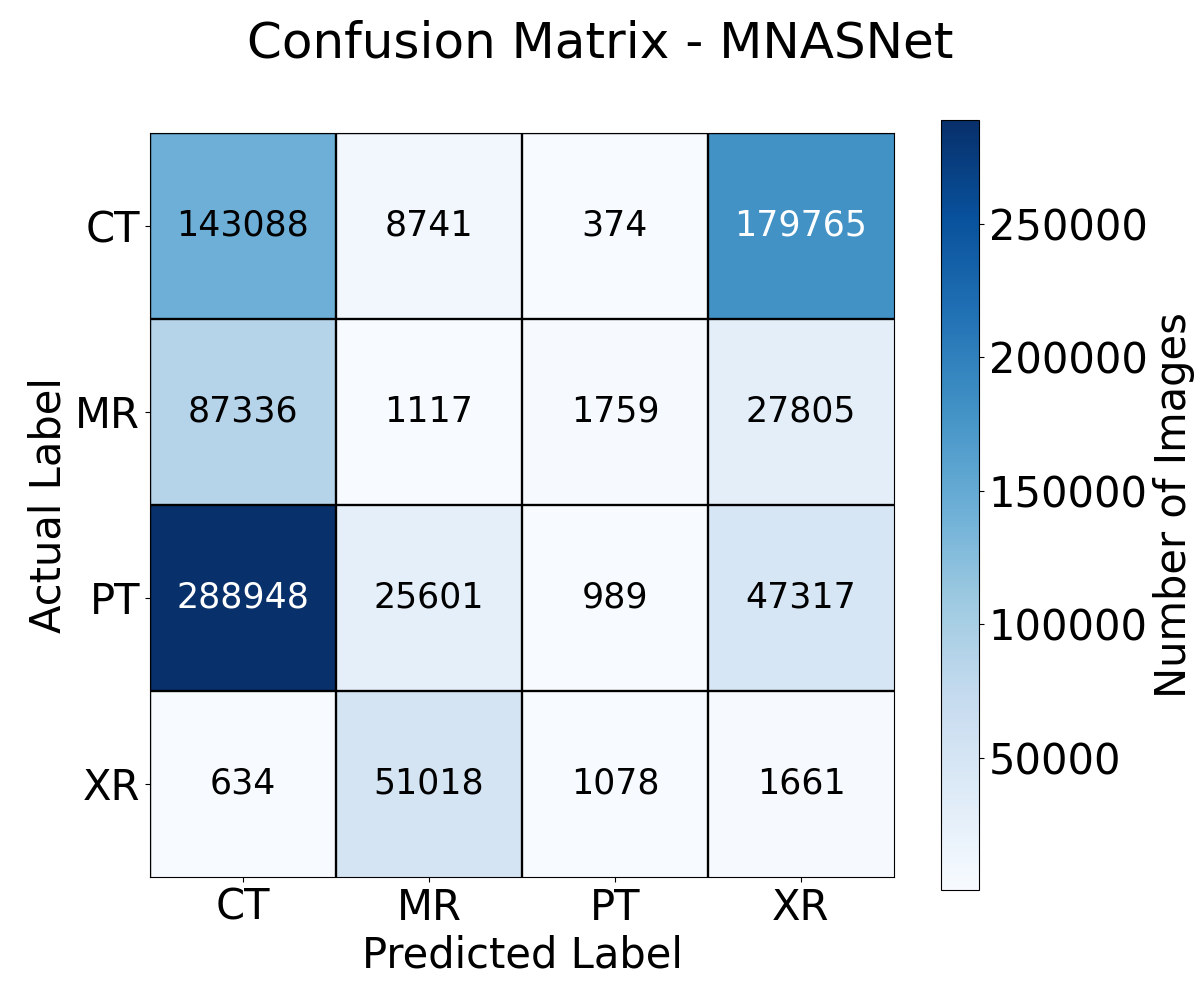 Confusion Matrix - MNASNet
CT 143088 8741 374 179765
MR 87336 1117 1759 27805
PT 288948 25601 989 47317
XR 634 51018 1078 1661
CT MR PT XR
Predicted Label
Actual Label
250000
200000
150000
100000
50000
Number of Images